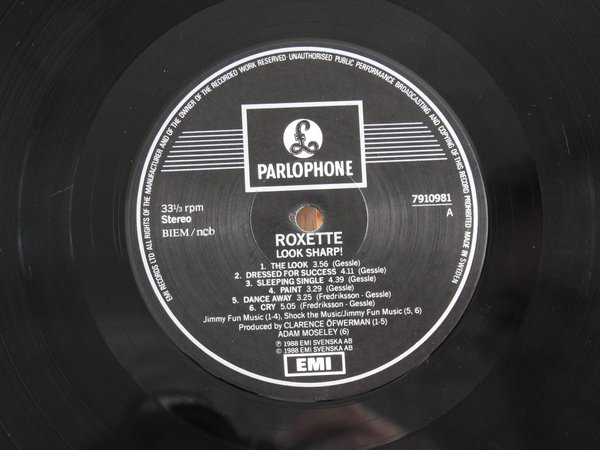 EMI RECORDS LTD ALL RIGHTS OF THE MANUFACTURER AND OF THE OWNER OF THE RECORDED WORK RESERVED UNAUTHORISED PUBLIC PERFORMANCE BROADCASTING AND COPYING OF THIS RECORD PROHIBITED MADE IN SWEDEN
£
PARLOPHONE
33 1/3 rpm
Stereo
BIEM/ncb
7910981
A
ROXETTE
LOOK SHARP!
1. THE LOOK 3.56 (Gessle)
2. DRESSED FOR SUCCESS 4.11 (Gessle)
3. SLEEPING SINGLE 4.39 (Gessle)
4. PAINT 3.29 (Gessle)
5. DANCE AWAY 3.25 (Fredriksson - Gessle)
6. CRY 5.05 (Fredriksson - Gessle)
Jimmy Fun Music (1-4), Shock the Music/Jimmy Fun Music (5, 6)
Produced by CLARENCE ÖFWERMAN (1-5)
ADAM MOSELEY (6)
℗ 1988 EMI SVENSKA AB
© 1988 EMI SVENSKA AB
EMI